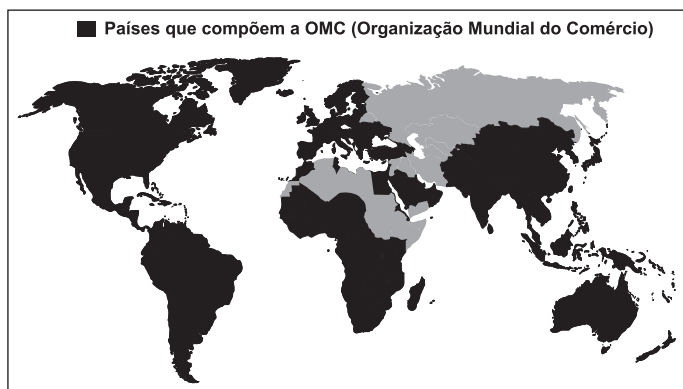 Países que compõem a OMC (Organização Mundial do Comércio)